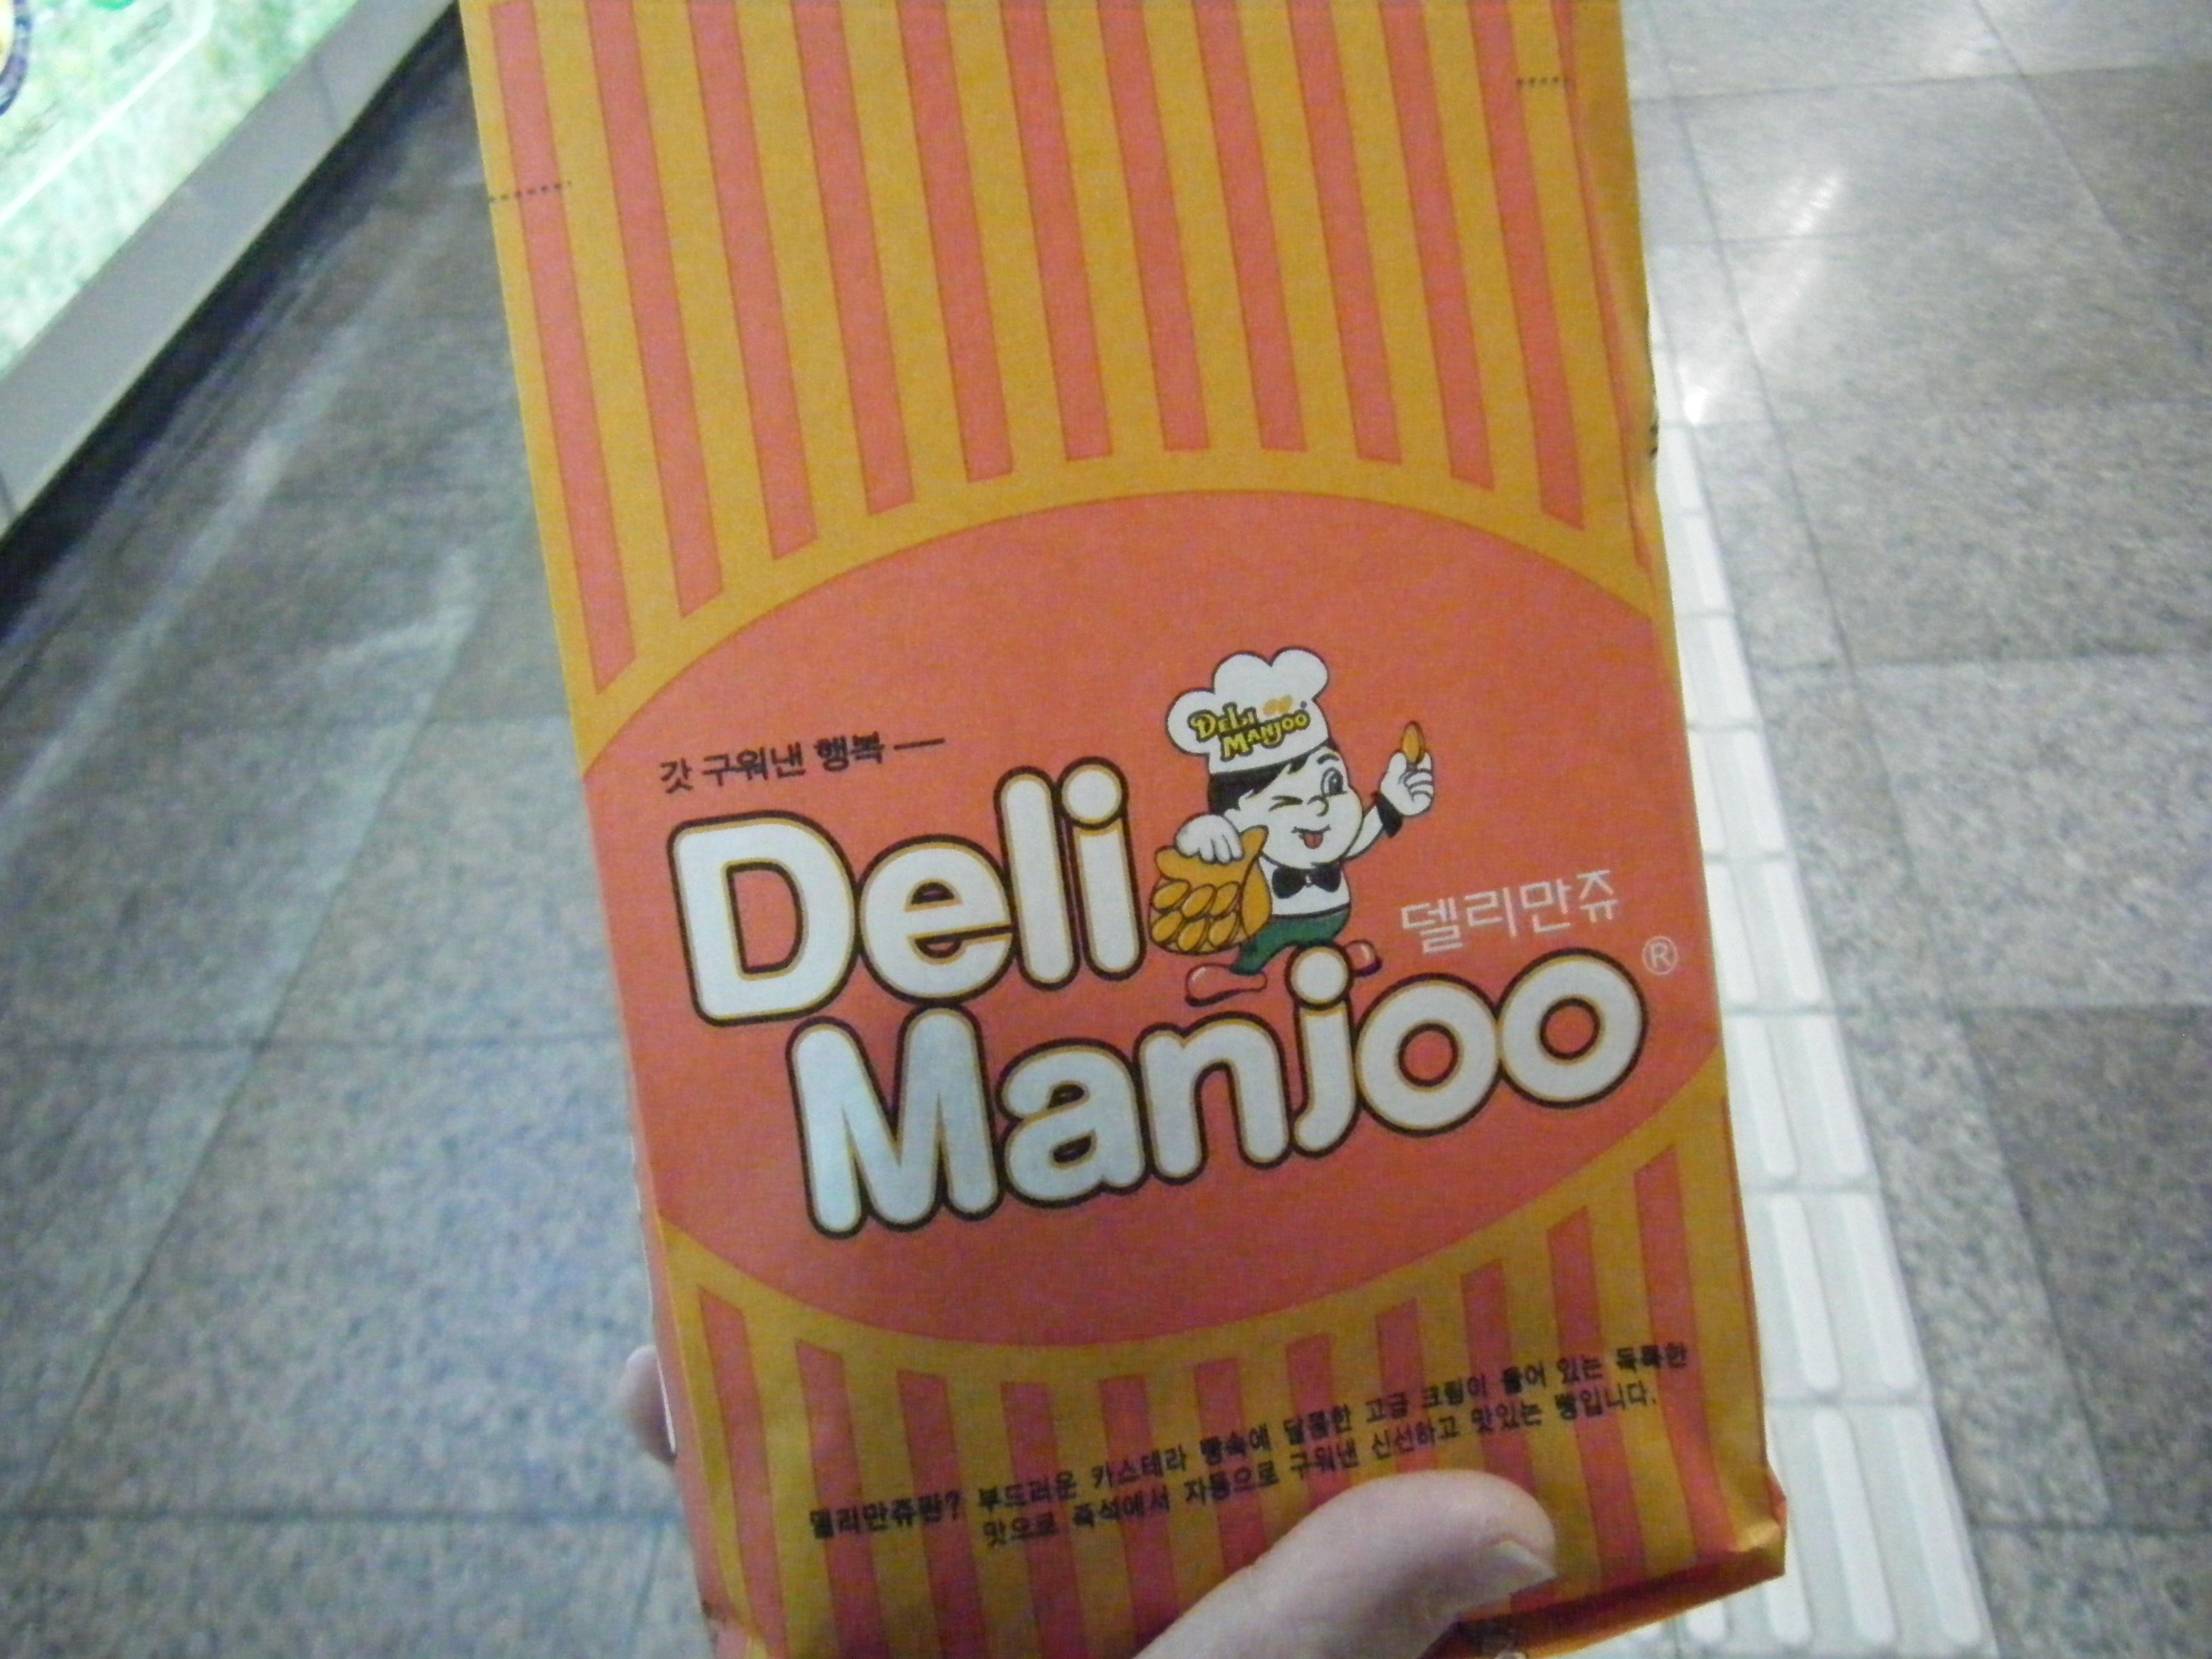 갓 구워낸 행복 —
DELI
MANJOO
Deli
델리만쥬
Manjoo ®
델리만쥬란? 부드러운 카스테라 빵속에 달콤한 고급 크림이 들어 있는 독특한
맛으로 즉석에서 자동으로 구워낸 신선하고 맛있는 빵입니다.